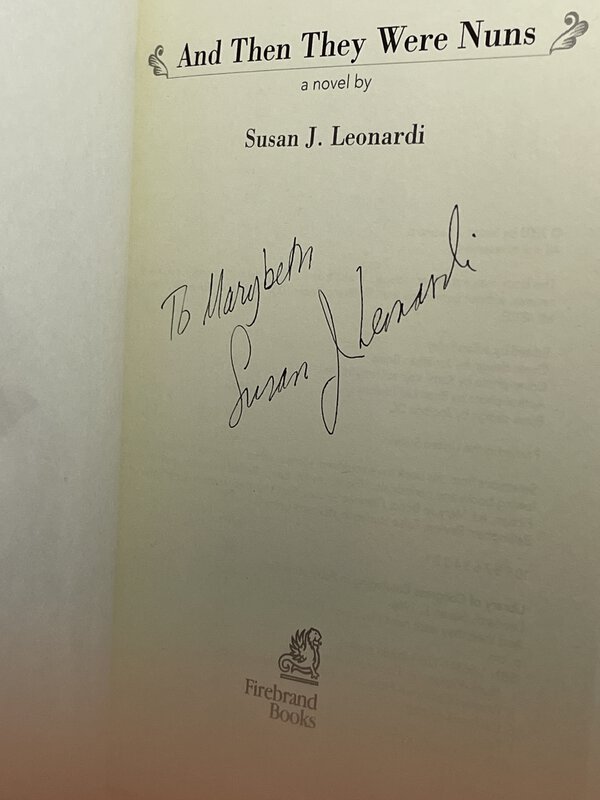 And Then They Were Nuns
a novel by
Susan J. Leonardi
To Marybeth
Susan J Leonardi
Firebrand
Books